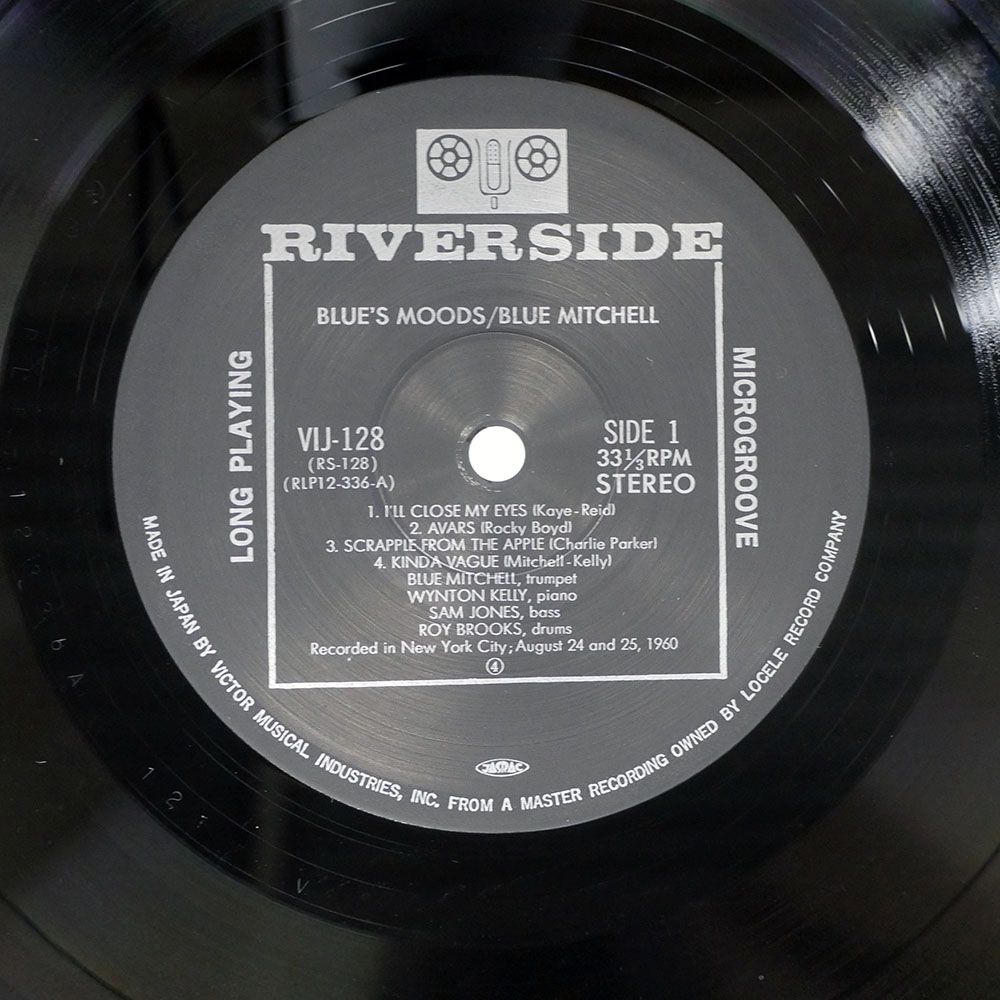 RIVERSIDE
BLUE'S MOODS/BLUE MITCHELL
LONG PLAYING
MICROGROOVE
VIJ-128
(RS-128)
(RLP12-336-A)
SIDE 1
33⅓RPM
STEREO
1. I'LL CLOSE MY EYES (Kaye-Reid)
2. AVARS (Rocky Boyd)
3. SCRAPPLE FROM THE APPLE (Charlie Parker)
4. KINDA VAGUE (Mitchell-Kelly)
BLUE MITCHELL, trumpet
WYNTON KELLY, piano
SAM JONES, bass
ROY BROOKS, drums
Recorded in New York City; August 24 and 25, 1960
④
JASRAC
MADE IN JAPAN BY VICTOR MUSICAL INDUSTRIES, INC. FROM A MASTER RECORDING OWNED BY LOCELE RECORD COMPANY